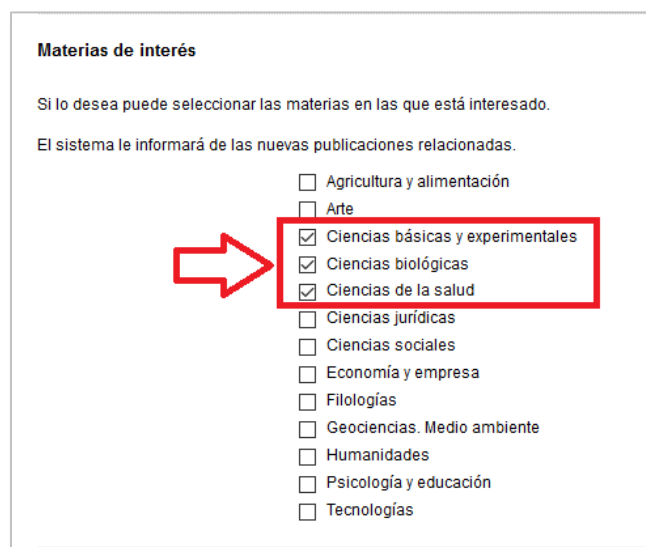 Materias de interés
Si lo desea puede seleccionar las materias en las que está interesado.
El sistema le informará de las nuevas publicaciones relacionadas.
Agricultura y alimentación
Arte
Ciencias básicas y experimentales
Ciencias biológicas
Ciencias de la salud
Ciencias jurídicas
Ciencias sociales
Economía y empresa
Filologías
Geociencias. Medio ambiente
Humanidades
Psicología y educación
Tecnologías